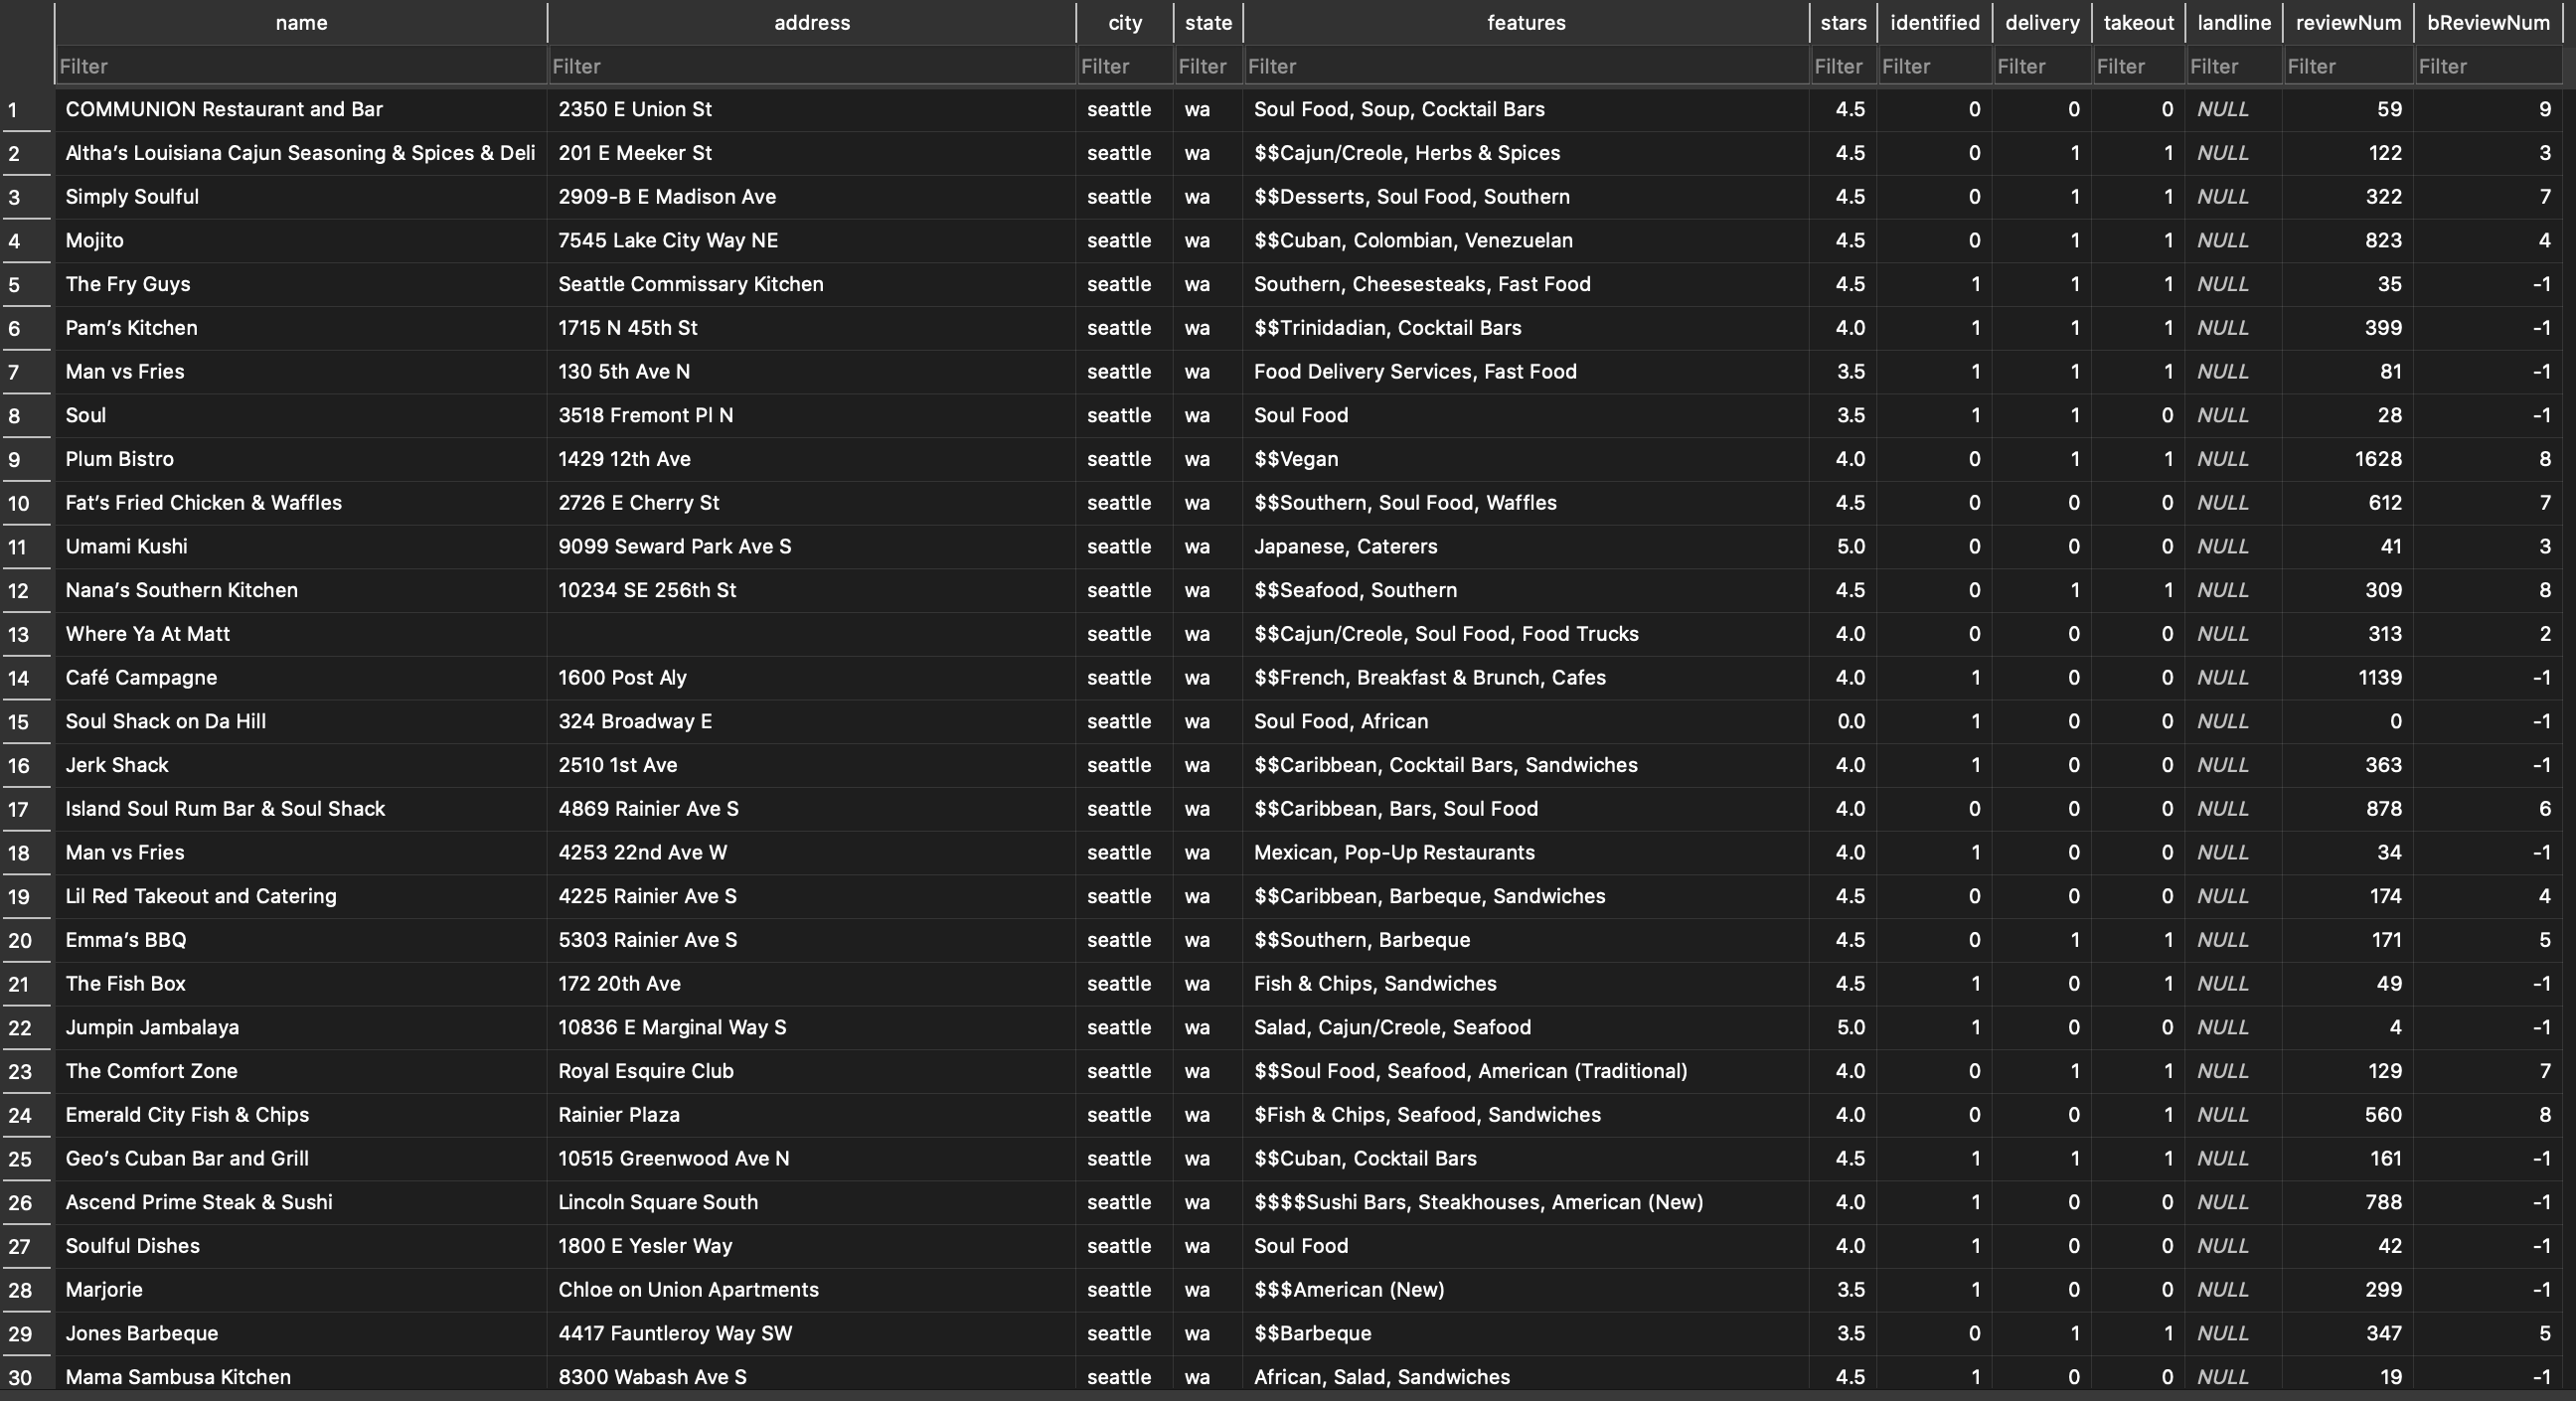 name address city state features stars identified delivery takeout landline reviewNum bReviewNum
Filter Filter Filter Filter Filter Filter Filter Filter Filter Filter Filter Filter
1 COMMUNION Restaurant and Bar 2350 E Union St seattle wa Soul Food, Soup, Cocktail Bars 4.5 0 0 0 NULL 59 9
2 Altha’s Louisiana Cajun Seasoning & Spices & Deli 201 E Meeker St seattle wa $$Cajun/Creole, Herbs & Spices 4.5 0 1 1 NULL 122 3
3 Simply Soulful 2909-B E Madison Ave seattle wa $$Desserts, Soul Food, Southern 4.5 0 1 1 NULL 322 7
4 Mojito 7545 Lake City Way NE seattle wa $$Cuban, Colombian, Venezuelan 4.5 0 1 1 NULL 823 4
5 The Fry Guys Seattle Commissary Kitchen seattle wa Southern, Cheesesteaks, Fast Food 4.5 1 1 1 NULL 35 -1
6 Pam’s Kitchen 1715 N 45th St seattle wa $$Trinidadian, Cocktail Bars 4.0 1 1 1 NULL 399 -1
7 Man vs Fries 130 5th Ave N seattle wa Food Delivery Services, Fast Food 3.5 1 1 1 NULL 81 -1
8 Soul 3518 Fremont Pl N seattle wa Soul Food 3.5 1 1 0 NULL 28 -1
9 Plum Bistro 1429 12th Ave seattle wa $$Vegan 4.0 0 1 1 NULL 1628 8
10 Fat’s Fried Chicken & Waffles 2726 E Cherry St seattle wa $$Southern, Soul Food, Waffles 4.5 0 0 0 NULL 612 7
11 Umami Kushi 9099 Seward Park Ave S seattle wa Japanese, Caterers 5.0 0 0 0 NULL 41 3
12 Nana’s Southern Kitchen 10234 SE 256th St seattle wa $$Seafood, Southern 4.5 0 1 1 NULL 309 8
13 Where Ya At Matt seattle wa $$Cajun/Creole, Soul Food, Food Trucks 4.0 0 0 0 NULL 313 2
14 Café Campagne 1600 Post Aly seattle wa $$French, Breakfast & Brunch, Cafes 4.0 1 0 0 NULL 1139 -1
15 Soul Shack on Da Hill 324 Broadway E seattle wa Soul Food, African 0.0 1 0 0 NULL 0 -1
16 Jerk Shack 2510 1st Ave seattle wa $$Caribbean, Cocktail Bars, Sandwiches 4.0 1 0 0 NULL 363 -1
17 Island Soul Rum Bar & Soul Shack 4869 Rainier Ave S seattle wa $$Caribbean, Bars, Soul Food 4.0 0 0 0 NULL 878 6
18 Man vs Fries 4253 22nd Ave W seattle wa Mexican, Pop-Up Restaurants 4.0 1 0 0 NULL 34 -1
19 Lil Red Takeout and Catering 4225 Rainier Ave S seattle wa $$Caribbean, Barbeque, Sandwiches 4.5 0 0 0 NULL 174 4
20 Emma’s BBQ 5303 Rainier Ave S seattle wa $$Southern, Barbeque 4.5 0 1 1 NULL 171 5
21 The Fish Box 172 20th Ave seattle wa Fish & Chips, Sandwiches 4.5 1 0 1 NULL 49 -1
22 Jumpin Jambalaya 10836 E Marginal Way S seattle wa Salad, Cajun/Creole, Seafood 5.0 1 0 0 NULL 4 -1
23 The Comfort Zone Royal Esquire Club seattle wa $$Soul Food, Seafood, American (Traditional) 4.0 0 1 1 NULL 129 7
24 Emerald City Fish & Chips Rainier Plaza seattle wa $Fish & Chips, Seafood, Sandwiches 4.0 0 0 1 NULL 560 8
25 Geo’s Cuban Bar and Grill 10515 Greenwood Ave N seattle wa $$Cuban, Cocktail Bars 4.5 1 1 1 NULL 161 -1
26 Ascend Prime Steak & Sushi Lincoln Square South seattle wa $$$$Sushi Bars, Steakhouses, American (New) 4.0 1 0 0 NULL 788 -1
27 Soulful Dishes 1800 E Yesler Way seattle wa Soul Food 4.0 1 0 0 NULL 42 -1
28 Marjorie Chloe on Union Apartments seattle wa $$$American (New) 3.5 1 0 0 NULL 299 -1
29 Jones Barbeque 4417 Fauntleroy Way SW seattle wa $$Barbeque 3.5 0 1 1 NULL 347 5
30 Mama Sambusa Kitchen 8300 Wabash Ave S seattle wa African, Salad, Sandwiches 4.5 1 0 0 NULL 19 -1